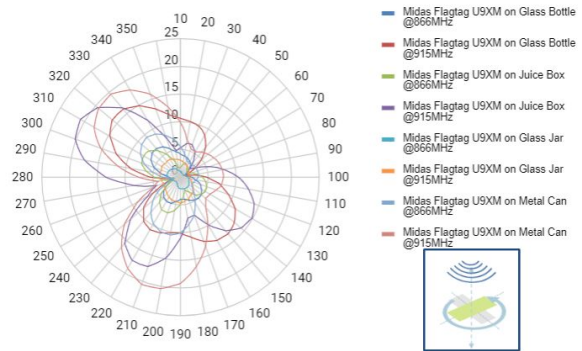 10
350 20
340 25 30
330 40
320 20 50
310 15 60
70
300 10 80
290 5 90
280 100
270 110
260 120
250 130
240 140
230 150
220 160
210 170
200 190 180
Midas Flagtag U9XM on Glass Bottle
@866MHz
Midas Flagtag U9XM on Glass Bottle
@915MHz
Midas Flagtag U9XM on Juice Box
@866MHz
Midas Flagtag U9XM on Juice Box
@915MHz
Midas Flagtag U9XM on Glass Jar
@866MHz
Midas Flagtag U9XM on Glass Jar
@915MHz
Midas Flagtag U9XM on Metal Can
@866MHz
Midas Flagtag U9XM on Metal Can
@915MHz